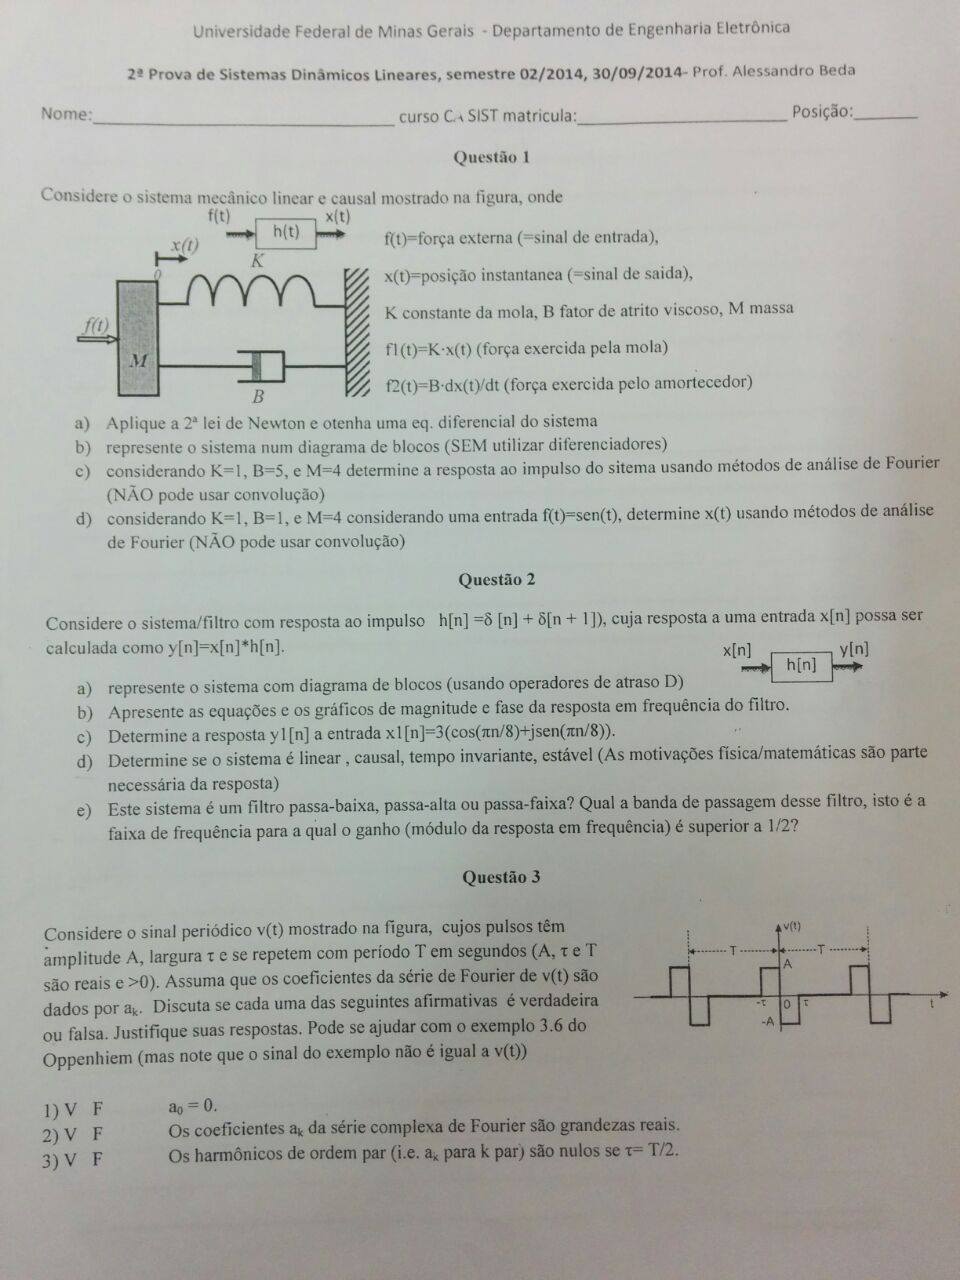 Universidade Federal de Minas Gerais - Departamento de Engenharia Eletrônica
2ª Prova de Sistemas Dinâmicos Lineares, semestre 02/2014, 30/09/2014- Prof. Alessandro Beda
Nome:______ curso CA SIST matricula:______ Posição:______
Questão 1
Considere o sistema mecânico linear e causal mostrado na figura, onde
f(t) h(t) x(t)
x(t)
0
K
f(t)
M
B
f(t)=força externa (=sinal de entrada),
x(t)=posição instantanea (=sinal de saida),
K constante da mola, B fator de atrito viscoso, M massa
f1(t)=K·x(t) (força exercida pela mola)
f2(t)=B·dx(t)/dt (força exercida pelo amortecedor)
a) Aplique a 2ª lei de Newton e otenha uma eq. diferencial do sistema
b) represente o sistema num diagrama de blocos (SEM utilizar diferenciadores)
c) considerando K=1, B=5, e M=4 determine a resposta ao impulso do sitema usando métodos de análise de Fourier
(NÃO pode usar convolução)
d) considerando K=1, B=1, e M=4 considerando uma entrada f(t)=sen(t), determine x(t) usando métodos de análise
de Fourier (NÃO pode usar convolução)
Questão 2
Considere o sistema/filtro com resposta ao impulso h[n] =δ [n] + δ[n + 1]), cuja resposta a uma entrada x[n] possa ser
calculada como y[n]=x[n]*h[n].
x[n] h[n] y[n]
a) represente o sistema com diagrama de blocos (usando operadores de atraso D)
b) Apresente as equações e os gráficos de magnitude e fase da resposta em frequência do filtro.
c) Determine a resposta y1[n] a entrada x1[n]=3(cos(πn/8)+jsen(πn/8)).
d) Determine se o sistema é linear , causal, tempo invariante, estável (As motivações física/matemáticas são parte
necessária da resposta)
e) Este sistema é um filtro passa-baixa, passa-alta ou passa-faixa? Qual a banda de passagem desse filtro, isto é a
faixa de frequência para a qual o ganho (módulo da resposta em frequência) é superior a 1/2?
Questão 3
Considere o sinal periódico v(t) mostrado na figura, cujos pulsos têm
amplitude A, largura τ e se repetem com período T em segundos (A, τ e T
são reais e >0). Assuma que os coeficientes da série de Fourier de v(t) são
dados por aₖ. Discuta se cada uma das seguintes afirmativas é verdadeira
ou falsa. Justifique suas respostas. Pode se ajudar com o exemplo 3.6 do
Oppenhiem (mas note que o sinal do exemplo não é igual a v(t))
v(t)
T T
A
-τ 0 τ t
-A
1) V F a₀ = 0.
2) V F Os coeficientes aₖ da série complexa de Fourier são grandezas reais.
3) V F Os harmônicos de ordem par (i.e. aₖ para k par) são nulos se τ= T/2.